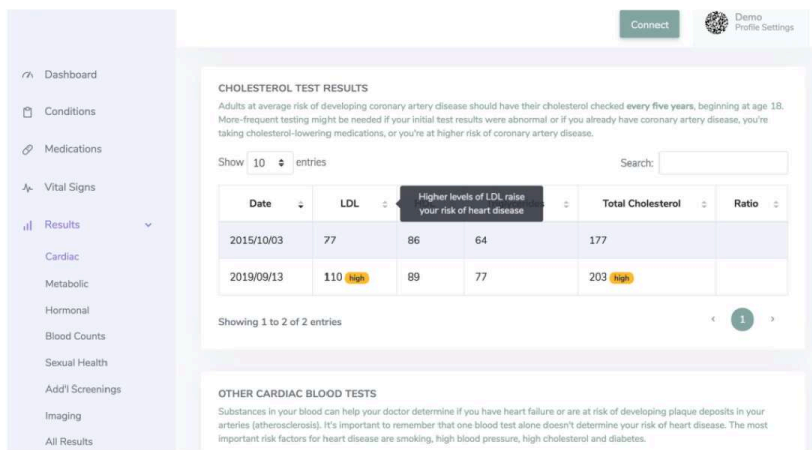 Connect
Demo
Profile Settings
Dashboard
Conditions
Medications
Vital Signs
Results
Cardiac
Metabolic
Hormonal
Blood Counts
Sexual Health
Add'l Screenings
Imaging
All Results
CHOLESTEROL TEST RESULTS
Adults at average risk of developing coronary artery disease should have their cholesterol checked every five years, beginning at age 18.
More-frequent testing might be needed if your initial test results were abnormal or if you already have coronary artery disease, you're
taking cholesterol-lowering medications, or you're at higher risk of coronary artery disease.
Show 10 entries
Search:
Date LDL Total Cholesterol Ratio
Higher levels of LDL raise
your risk of heart disease
2015/10/03 77 86 64 177
2019/09/13 110 high 89 77 203 high
Showing 1 to 2 of 2 entries
‹ 1 ›
OTHER CARDIAC BLOOD TESTS
Substances in your blood can help your doctor determine if you have heart failure or are at risk of developing plaque deposits in your
arteries (atherosclerosis). It's important to remember that one blood test alone doesn't determine your risk of heart disease. The most
important risk factors for heart disease are smoking, high blood pressure, high cholesterol and diabetes.